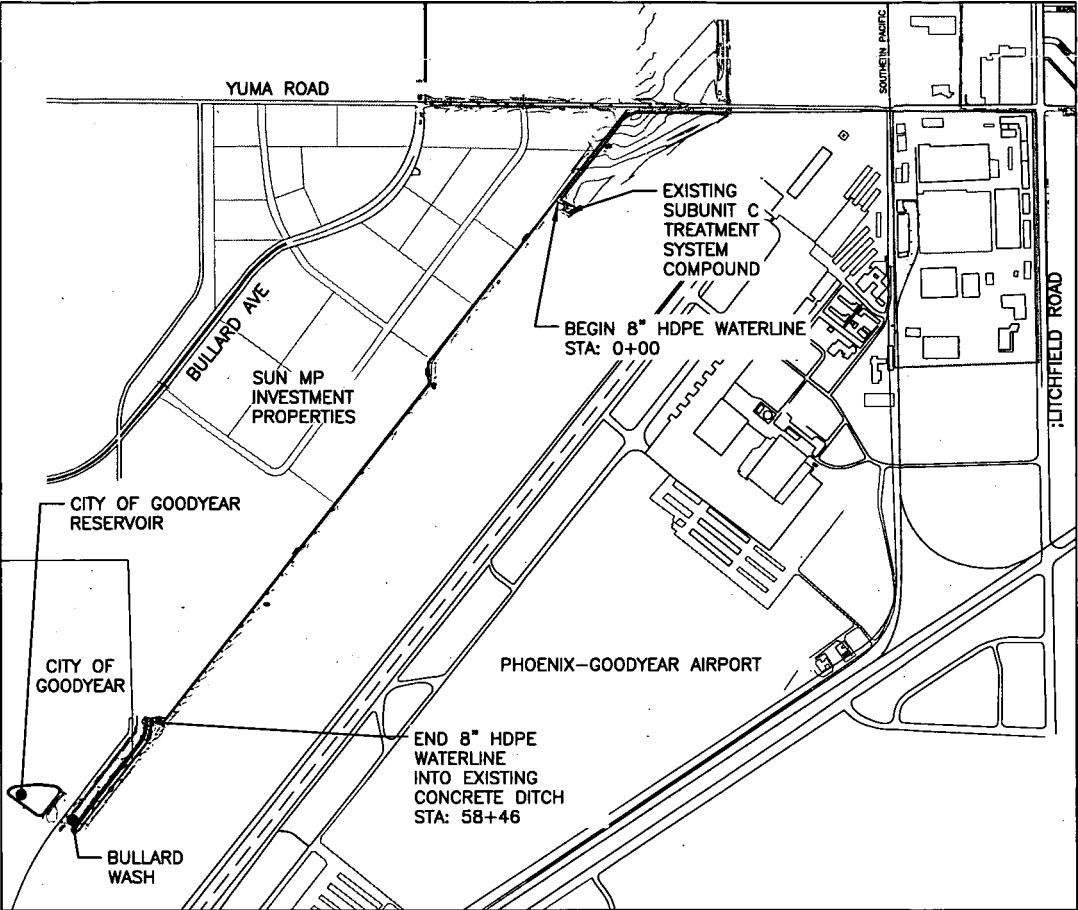 SOUTHERN PACIFIC
YUMA ROAD
EXISTING
SUBUNIT C
TREATMENT
SYSTEM
COMPOUND
BEGIN 8" HDPE WATERLINE
STA: 0+00
BULLARD AVE
SUN MP
INVESTMENT
PROPERTIES
:LITCHFIELD ROAD
CITY OF GOODYEAR
RESERVOIR
CITY OF
GOODYEAR
PHOENIX-GOODYEAR AIRPORT
END 8" HDPE
WATERLINE
INTO EXISTING
CONCRETE DITCH
STA: 58+46
BULLARD
WASH